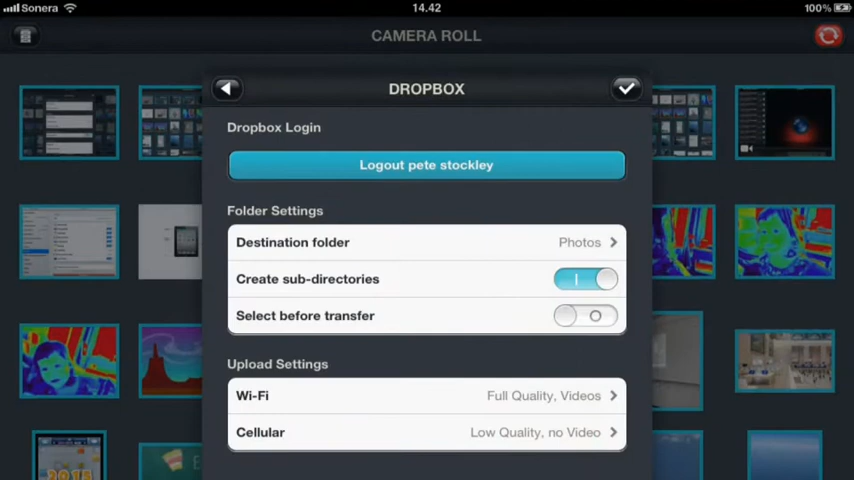 Sonera 14.42 100%
CAMERA ROLL
DROPBOX
Dropbox Login
Logout pete stockley
Folder Settings
Destination folder Photos
Create sub-directories
Select before transfer
Upload Settings
Wi-Fi Full Quality, Videos
Cellular Low Quality, no Video
2015